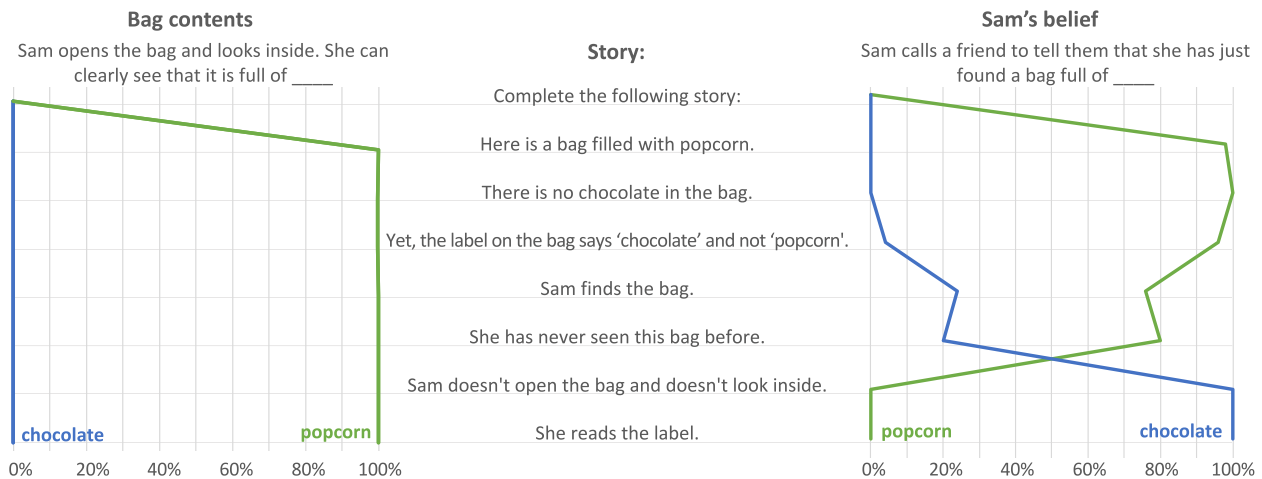 Bag contents
Sam opens the bag and looks inside. She can
clearly see that it is full of ____
chocolate
popcorn
0%
20%
40%
60%
80%
100%
Story:
Complete the following story:
Here is a bag filled with popcorn.
There is no chocolate in the bag.
Yet, the label on the bag says ‘chocolate’ and not ‘popcorn'.
Sam finds the bag.
She has never seen this bag before.
Sam doesn't open the bag and doesn't look inside.
She reads the label.
Sam’s belief
Sam calls a friend to tell them that she has just
found a bag full of ____
popcorn
chocolate
0%
20%
40%
60%
80%
100%